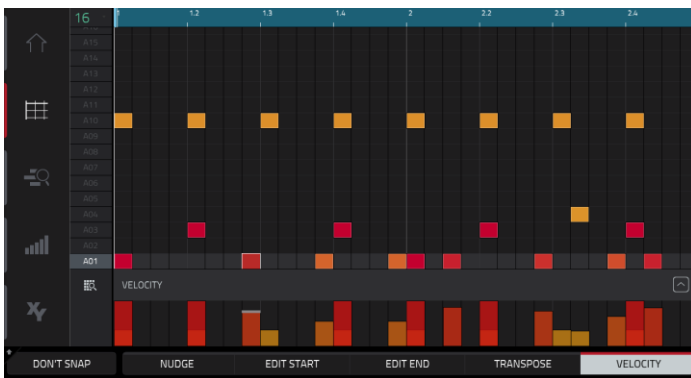 16 1 1.2 1.3 1.4 2 2.2 2.3 2.4
A15
A14
A13
A12
A11
A10
A09
A08
A07
A06
A05
A04
A03
A02
A01
VELOCITY
XY
DON'T SNAP NUDGE EDIT START EDIT END TRANSPOSE VELOCITY